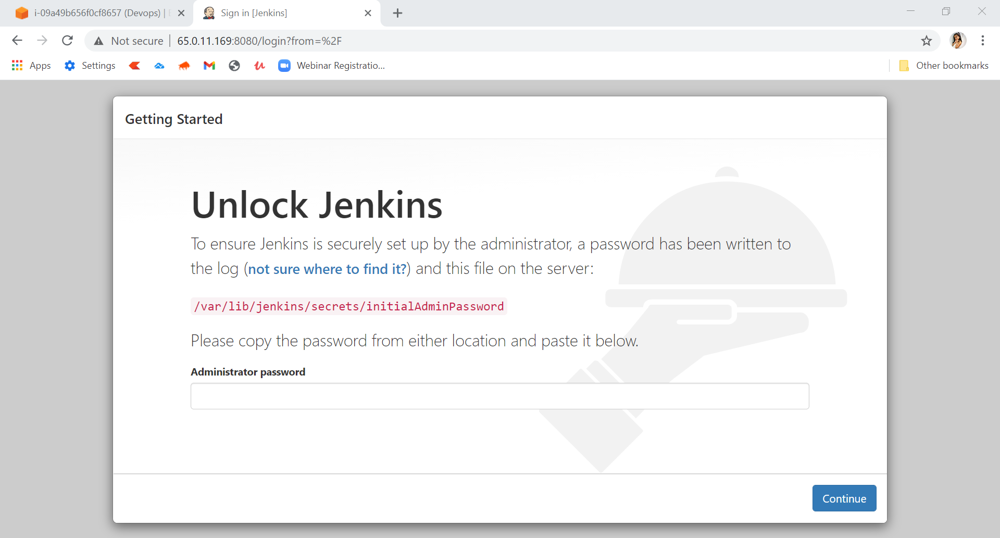 i-09a49b656f0cf8657 (Devops) |
Sign in [Jenkins]
Not secure | 65.0.11.169:8080/login?from=%2F
Apps Settings Webinar Registratio... Other bookmarks
Getting Started
Unlock Jenkins
To ensure Jenkins is securely set up by the administrator, a password has been written to
the log (not sure where to find it?) and this file on the server:
/var/lib/jenkins/secrets/initialAdminPassword
Please copy the password from either location and paste it below.
Administrator password
Continue